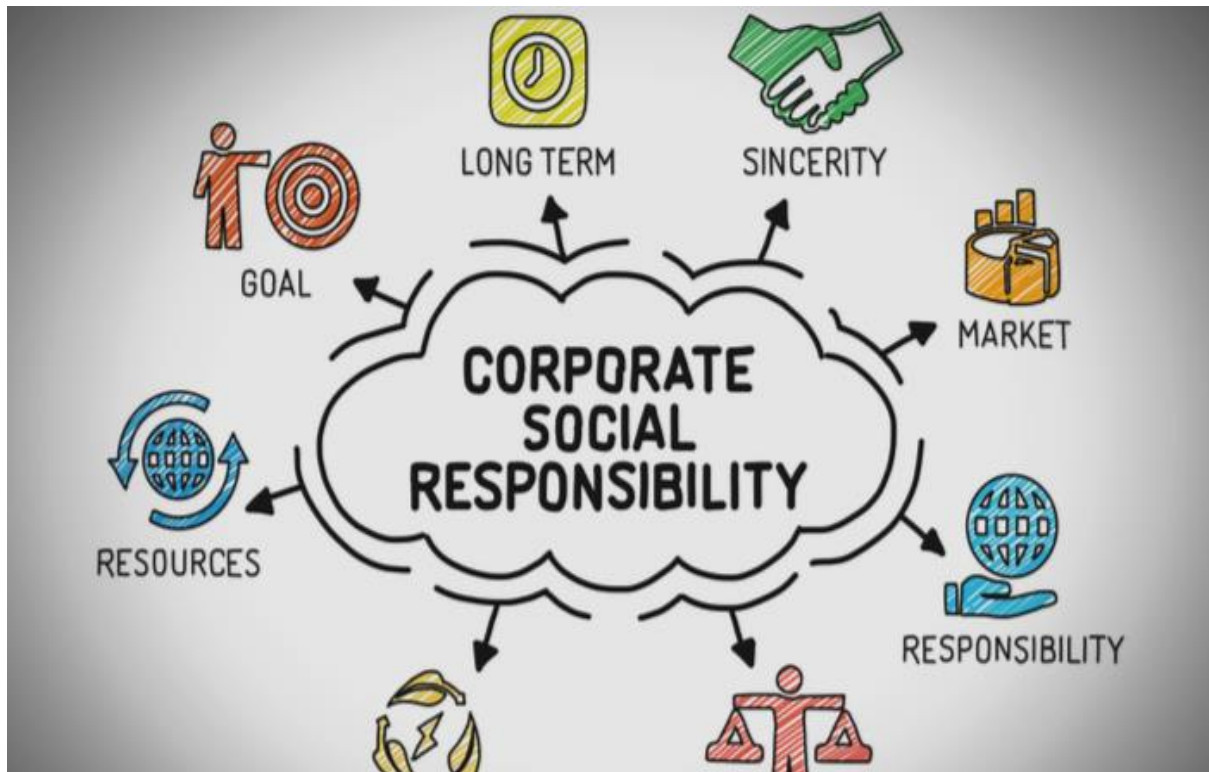 LONG TERM
SINCERITY
GOAL
MARKET
CORPORATE
SOCIAL
RESPONSIBILITY
RESOURCES
RESPONSIBILITY